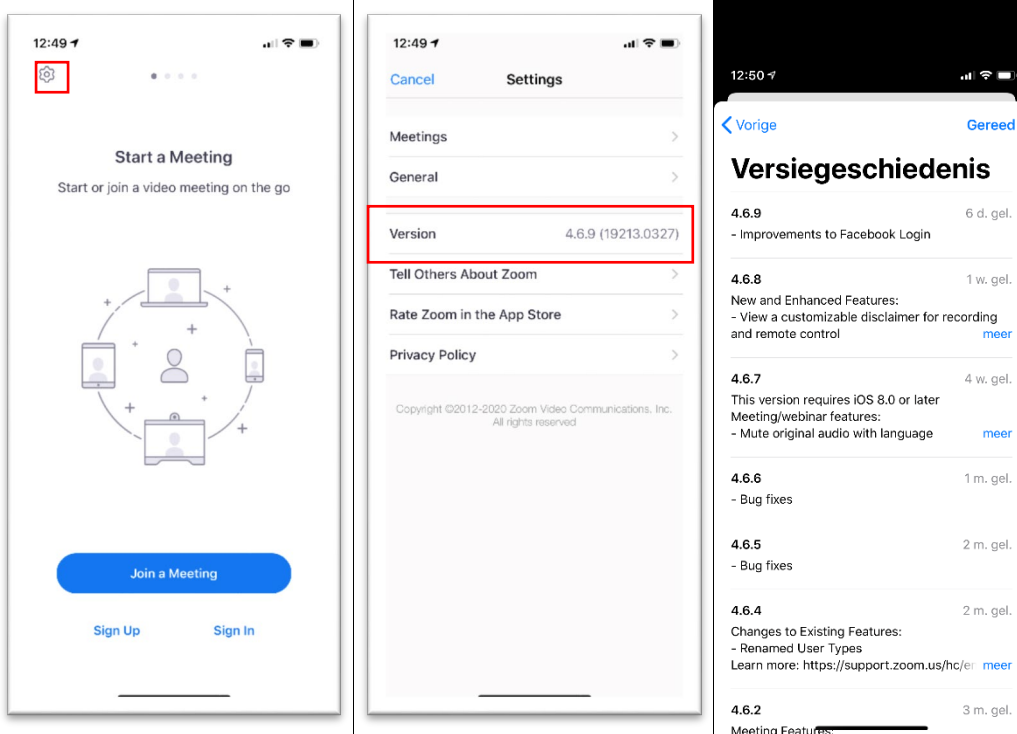 12:49
Start a Meeting
Start or join a video meeting on the go
Join a Meeting
Sign Up
Sign In
12:49
Cancel
Settings
Meetings
General
Version 4.6.9 (19213.0327)
Tell Others About Zoom
Rate Zoom in the App Store
Privacy Policy
Copyright ©2012-2020 Zoom Video Communications, Inc.
All rights reserved
12:50
Vorige
Gereed
Versiegeschiedenis
4.6.9 6 d. gel.
- Improvements to Facebook Login
4.6.8 1 w. gel.
New and Enhanced Features:
- View a customizable disclaimer for recording
and remote control meer
4.6.7 4 w. gel.
This version requires iOS 8.0 or later
Meeting/webinar features:
- Mute original audio with language meer
4.6.6 1 m. gel.
- Bug fixes
4.6.5 2 m. gel.
- Bug fixes
4.6.4 2 m. gel.
Changes to Existing Features:
- Renamed User Types
Learn more: https://support.zoom.us/hc/en meer
4.6.2 3 m. gel.
Meeting Features: